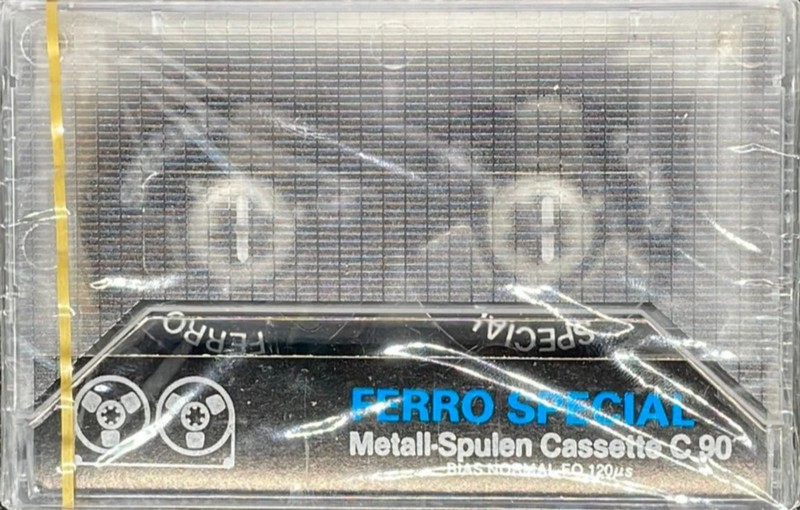 FERRO SPECIAL
FERRO SPECIAL
Metall-Spulen Cassette C 90
BIAS NORMAL EQ 120µs